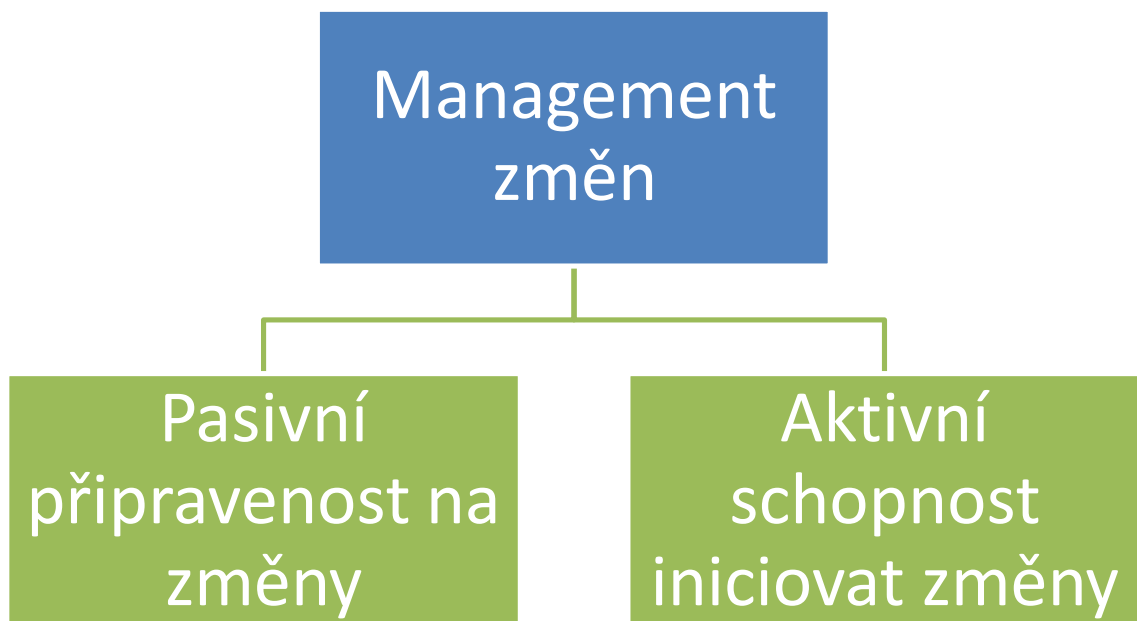 Management
změn
Pasivní
připravenost na
změny
Aktivní
schopnost
iniciovat změny